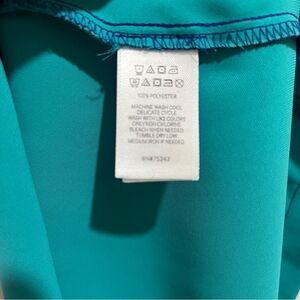 100% POLYESTER
MACHINE WASH COOL
DELICATE CYCLE
WASH WITH LIKE COLORS
ONLY NON-CHLORINE
BLEACH WHEN NEEDED
TUMBLE DRY LOW
MEDIUM IRON IF NEEDED
RN#75343